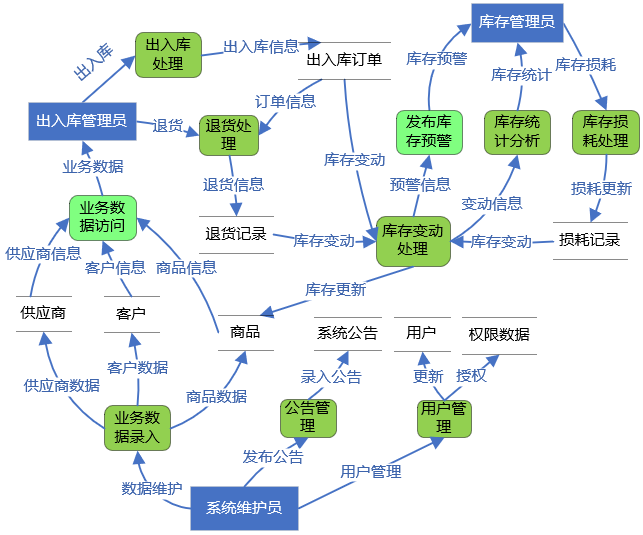 库存管理员
出入库
处理
出入库信息
出入库订单
库存预警
库存统计
库存损耗
出入库
出入库管理员
退货
退货处
理
订单信息
发布库
存预警
库存统
计分析
库存损
耗处理
业务数据
库存变动
退货信息
预警信息
变动信息
损耗更新
业务数
据访问
退货记录
库存变动
库存变动
处理
库存变动
损耗记录
供应商信息
客户信息
商品信息
库存更新
供应商
客户
商品
系统公告
用户
权限数据
供应商数据
客户数据
商品数据
录入公告
更新
授权
业务数
据录入
公告管
理
用户管
理
数据维护
发布公告
用户管理
系统维护员